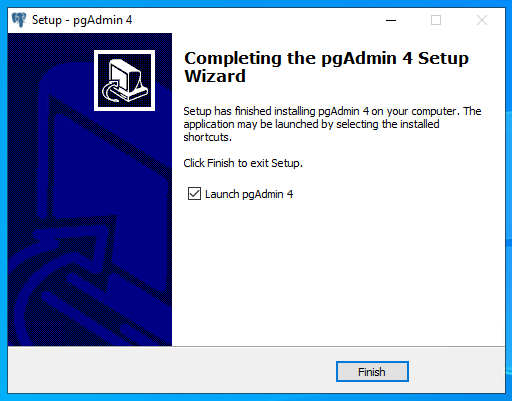 Setup - pgAdmin 4
Completing the pgAdmin 4 Setup
Wizard
Setup has finished installing pgAdmin 4 on your computer. The
application may be launched by selecting the installed
shortcuts.
Click Finish to exit Setup.
Launch pgAdmin 4
Finish